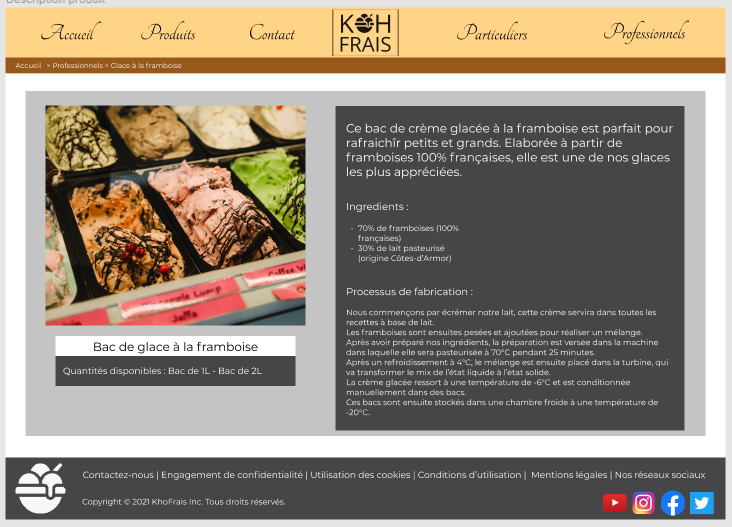 Description produit
Accueil
Produits
Contact
KOH
FRAIS
Particuliers
Professionnels
Accueil > Professionnels > Glace à la framboise
Ce bac de crème glacée à la framboise est parfait pour
rafraichîr petits et grands. Elaborée à partir de
framboises 100% françaises, elle est une de nos glaces
les plus appréciées.
Ingredients :
• 70% de framboises (100%
françaises)
• 30% de lait pasteurisé
(origine Côtes-d'Armor)
Processus de fabrication :
Nous commençons par écrémer notre lait, cette crème servira dans toutes les
recettes à base de lait.
Les framboises sont ensuites pesées et ajoutées pour réaliser un mélange.
Après avoir préparé nos ingrédients, la préparation est versée dans la machine
dans laquelle elle sera pasteurisée à 70°C pendant 25 minutes.
Après un refroidissement à 4°C, le mélange est ensuite placé dans la turbine, qui
va transformer le mix de l'état liquide à l'état solide.
La crème glacée ressort à une température de -6°C et est conditionnée
manuellement dans des bacs.
Ces bacs sont ensuite stockés dans une chambre froide à une température de
-20°C.
Lump
Jaffa
Coffee
Bac de glace à la framboise
Quantités disponibles : Bac de 1L - Bac de 2L
Contactez-nous | Engagement de confidentialité | Utilisation des cookies | Conditions d'utilisation | Mentions légales | Nos réseaux sociaux
Copyright © 2021 KhoFrais Inc. Tous droits réservés.